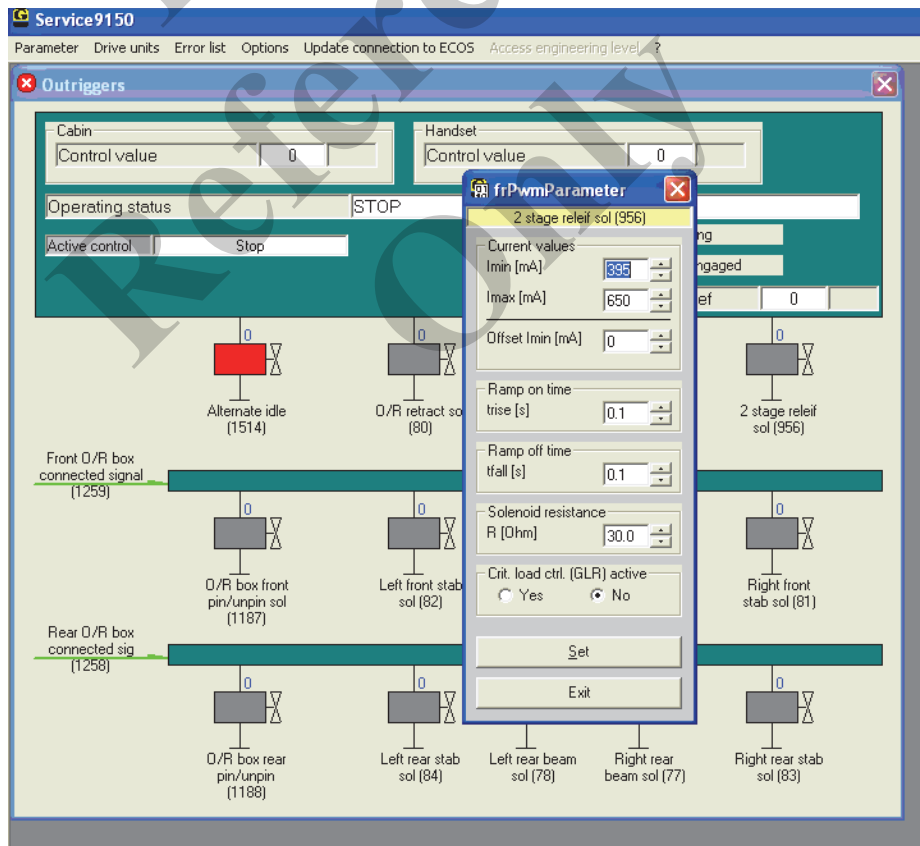 Service9150
Parameter Drive units Error list Options Update connection to ECOS Access engineering level ?
Outriggers
Cabin
Control value 0
Handset
Control value 0
Operating status STOP
Active control Stop
ng
ngaged
ef 0
frPwmParameter
2 stage releif sol (956)
Current values
Imin [mA] 395
Imax [mA] 650
Offset Imin [mA] 0
Ramp on time
trise [s] 0.1
Ramp off time
tfall [s] 0.1
Solenoid resistance
R [Ohm] 30.0
Crit. load ctrl. (GLR) active
Yes No
Set
Exit
0
Alternate idle
(1514)
0
O/R retract so
(80)
0
2 stage releif
sol (956)
Front O/R box
connected signal
(1259)
0
O/R box front
pin/unpin sol
(1187)
0
Left front stab
sol (82)
0
Right front
stab sol (81)
Rear O/R box
connected sig
(1258)
0
O/R box rear
pin/unpin
(1188)
0
Left rear stab
sol (84)
Left rear beam
sol (78)
Right rear
beam sol (77)
0
Right rear stab
sol (83)
Reference
Only